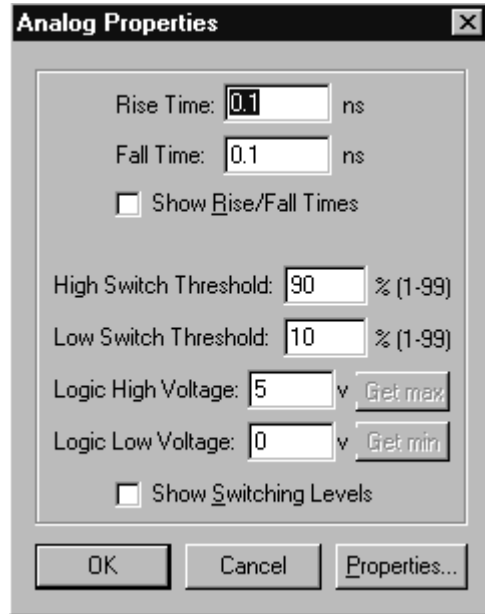 Analog Properties
Rise Time: 0.1 ns
Fall Time: 0.1 ns
Show Rise/Fall Times
High Switch Threshold: 90 % (1-99)
Low Switch Threshold: 10 % (1-99)
Logic High Voltage: 5 v Get max
Logic Low Voltage: 0 v Get min
Show Switching Levels
OK Cancel Properties...